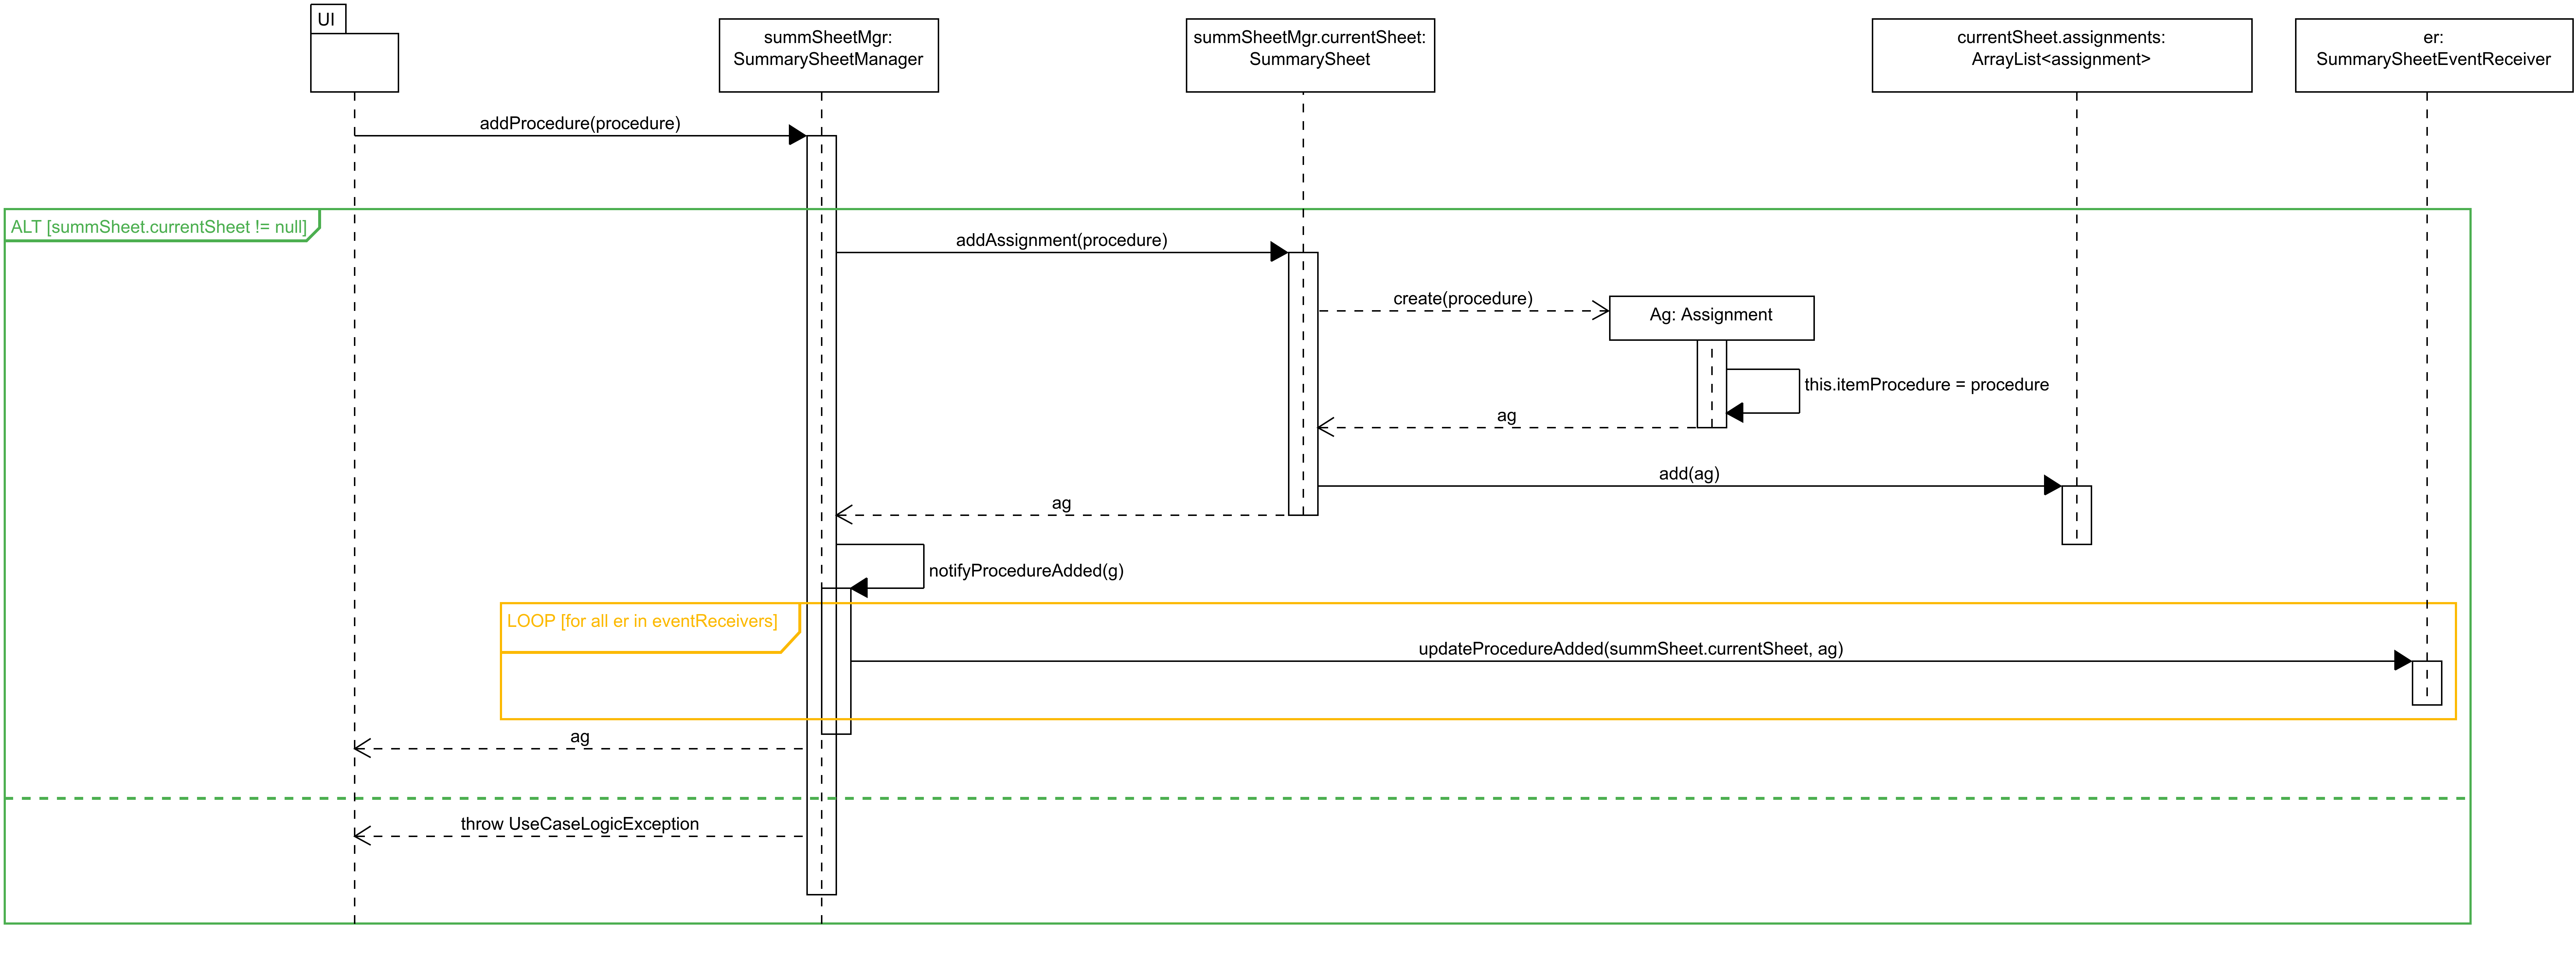 UI
summSheetMgr:
SummarySheetManager
summSheetMgr.currentSheet:
SummarySheet
currentSheet.assignments:
ArrayList<assignment>
er:
SummarySheetEventReceiver
addProcedure(procedure)
ALT [summSheet.currentSheet != null]
addAssignment(procedure)
create(procedure)
Ag: Assignment
this.itemProcedure = procedure
ag
add(ag)
ag
notifyProcedureAdded(g)
LOOP [for all er in eventReceivers]
updateProcedureAdded(summSheet.currentSheet, ag)
ag
throw UseCaseLogicException